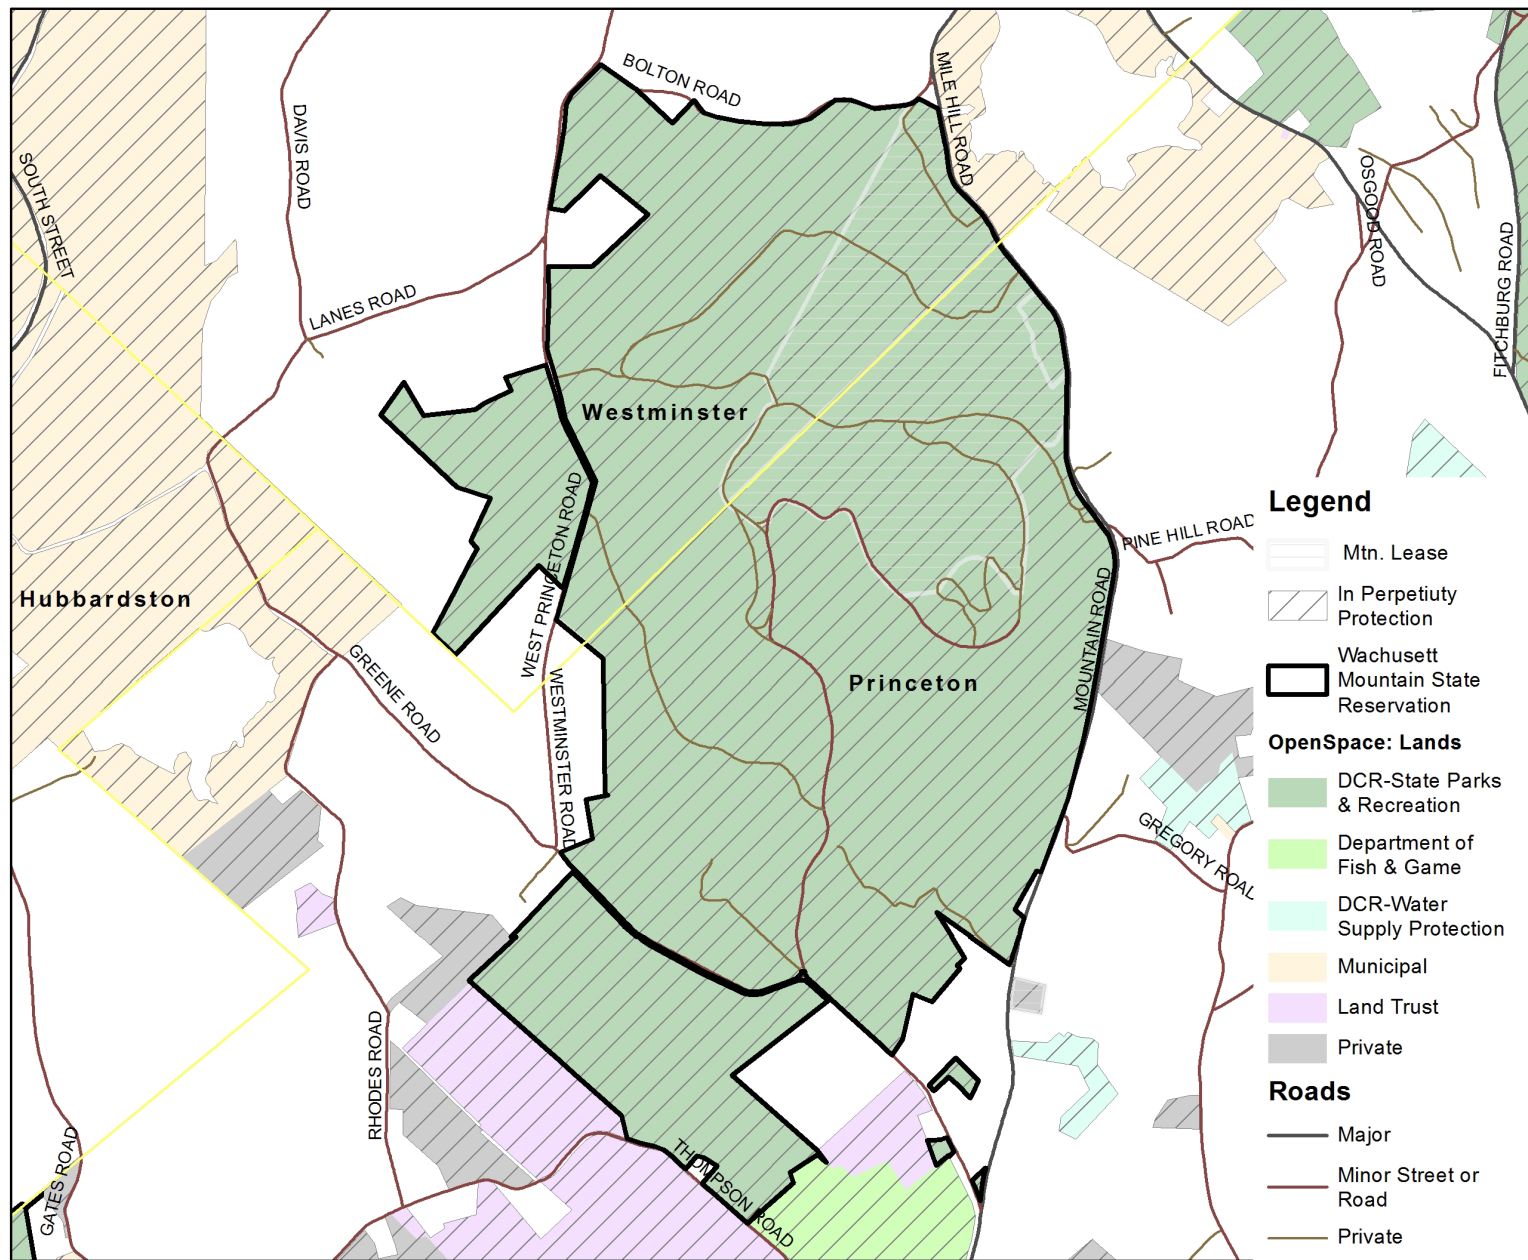 BOLTON ROAD
MILE HILL ROAD
DAVIS ROAD
SOUTH STREET
OSGOOD ROAD
FITCHBURG ROAD
LANES ROAD
Westminster
WEST PRINCETON ROAD
PINE HILL ROAD
Hubbardston
MOUNTAIN ROAD
GREENE ROAD
WESTMINSTER ROAD
Princeton
GREGORY ROAD
RHODES ROAD
THOMPSON ROAD
GATES ROAD
Legend
Mtn. Lease
In Perpetiuty
Protection
Wachusett
Mountain State
Reservation
OpenSpace: Lands
DCR-State Parks
& Recreation
Department of
Fish & Game
DCR-Water
Supply Protection
Municipal
Land Trust
Private
Roads
Major
Minor Street or
Road
Private